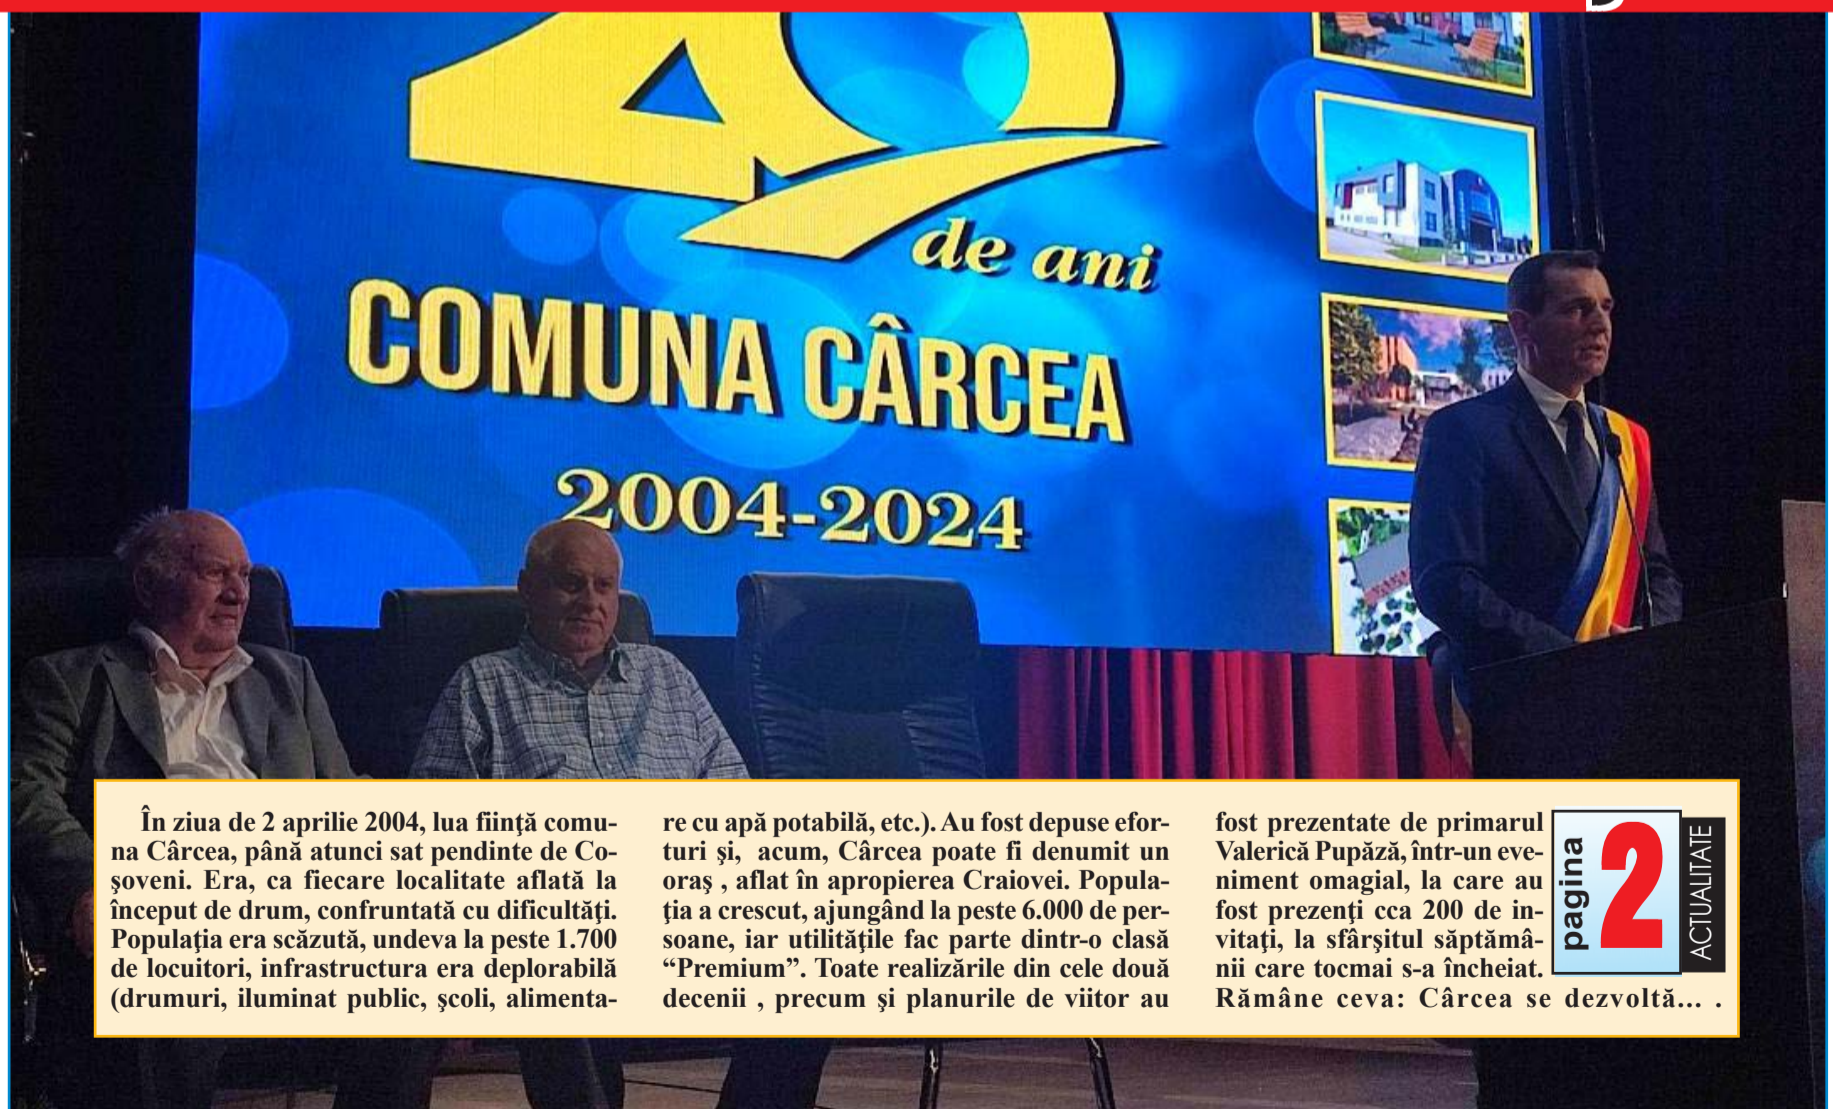 20
de ani
COMUNA CÂRCEA
2004-2024
În ziua de 2 aprilie 2004, lua fiinţă comu-
na Cârcea, până atunci sat pendinte de Co-
şoveni. Era, ca fiecare localitate aflată la
început de drum, confruntată cu dificultăţi.
Populaţia era scăzută, undeva la peste 1.700
de locuitori, infrastructura era deplorabilă
(drumuri, iluminat public, şcoli, alimenta-
re cu apă potabilă, etc.). Au fost depuse efor-
turi şi, acum, Cârcea poate fi denumit un
oraş , aflat în apropierea Craiovei. Popula-
ţia a crescut, ajungând la peste 6.000 de per-
soane, iar utilităţile fac parte dintr-o clasă
“Premium”. Toate realizările din cele două
decenii , precum şi planurile de viitor au
fost prezentate de primarul
Valerică Pupăză, într-un eve-
niment omagial, la care au
fost prezenţi cca 200 de in-
vitaţi, la sfârşitul săptămâ-
nii care tocmai s-a încheiat.
Rămâne ceva: Cârcea se dezvoltă... .
pagina
2
ACTUALITATE